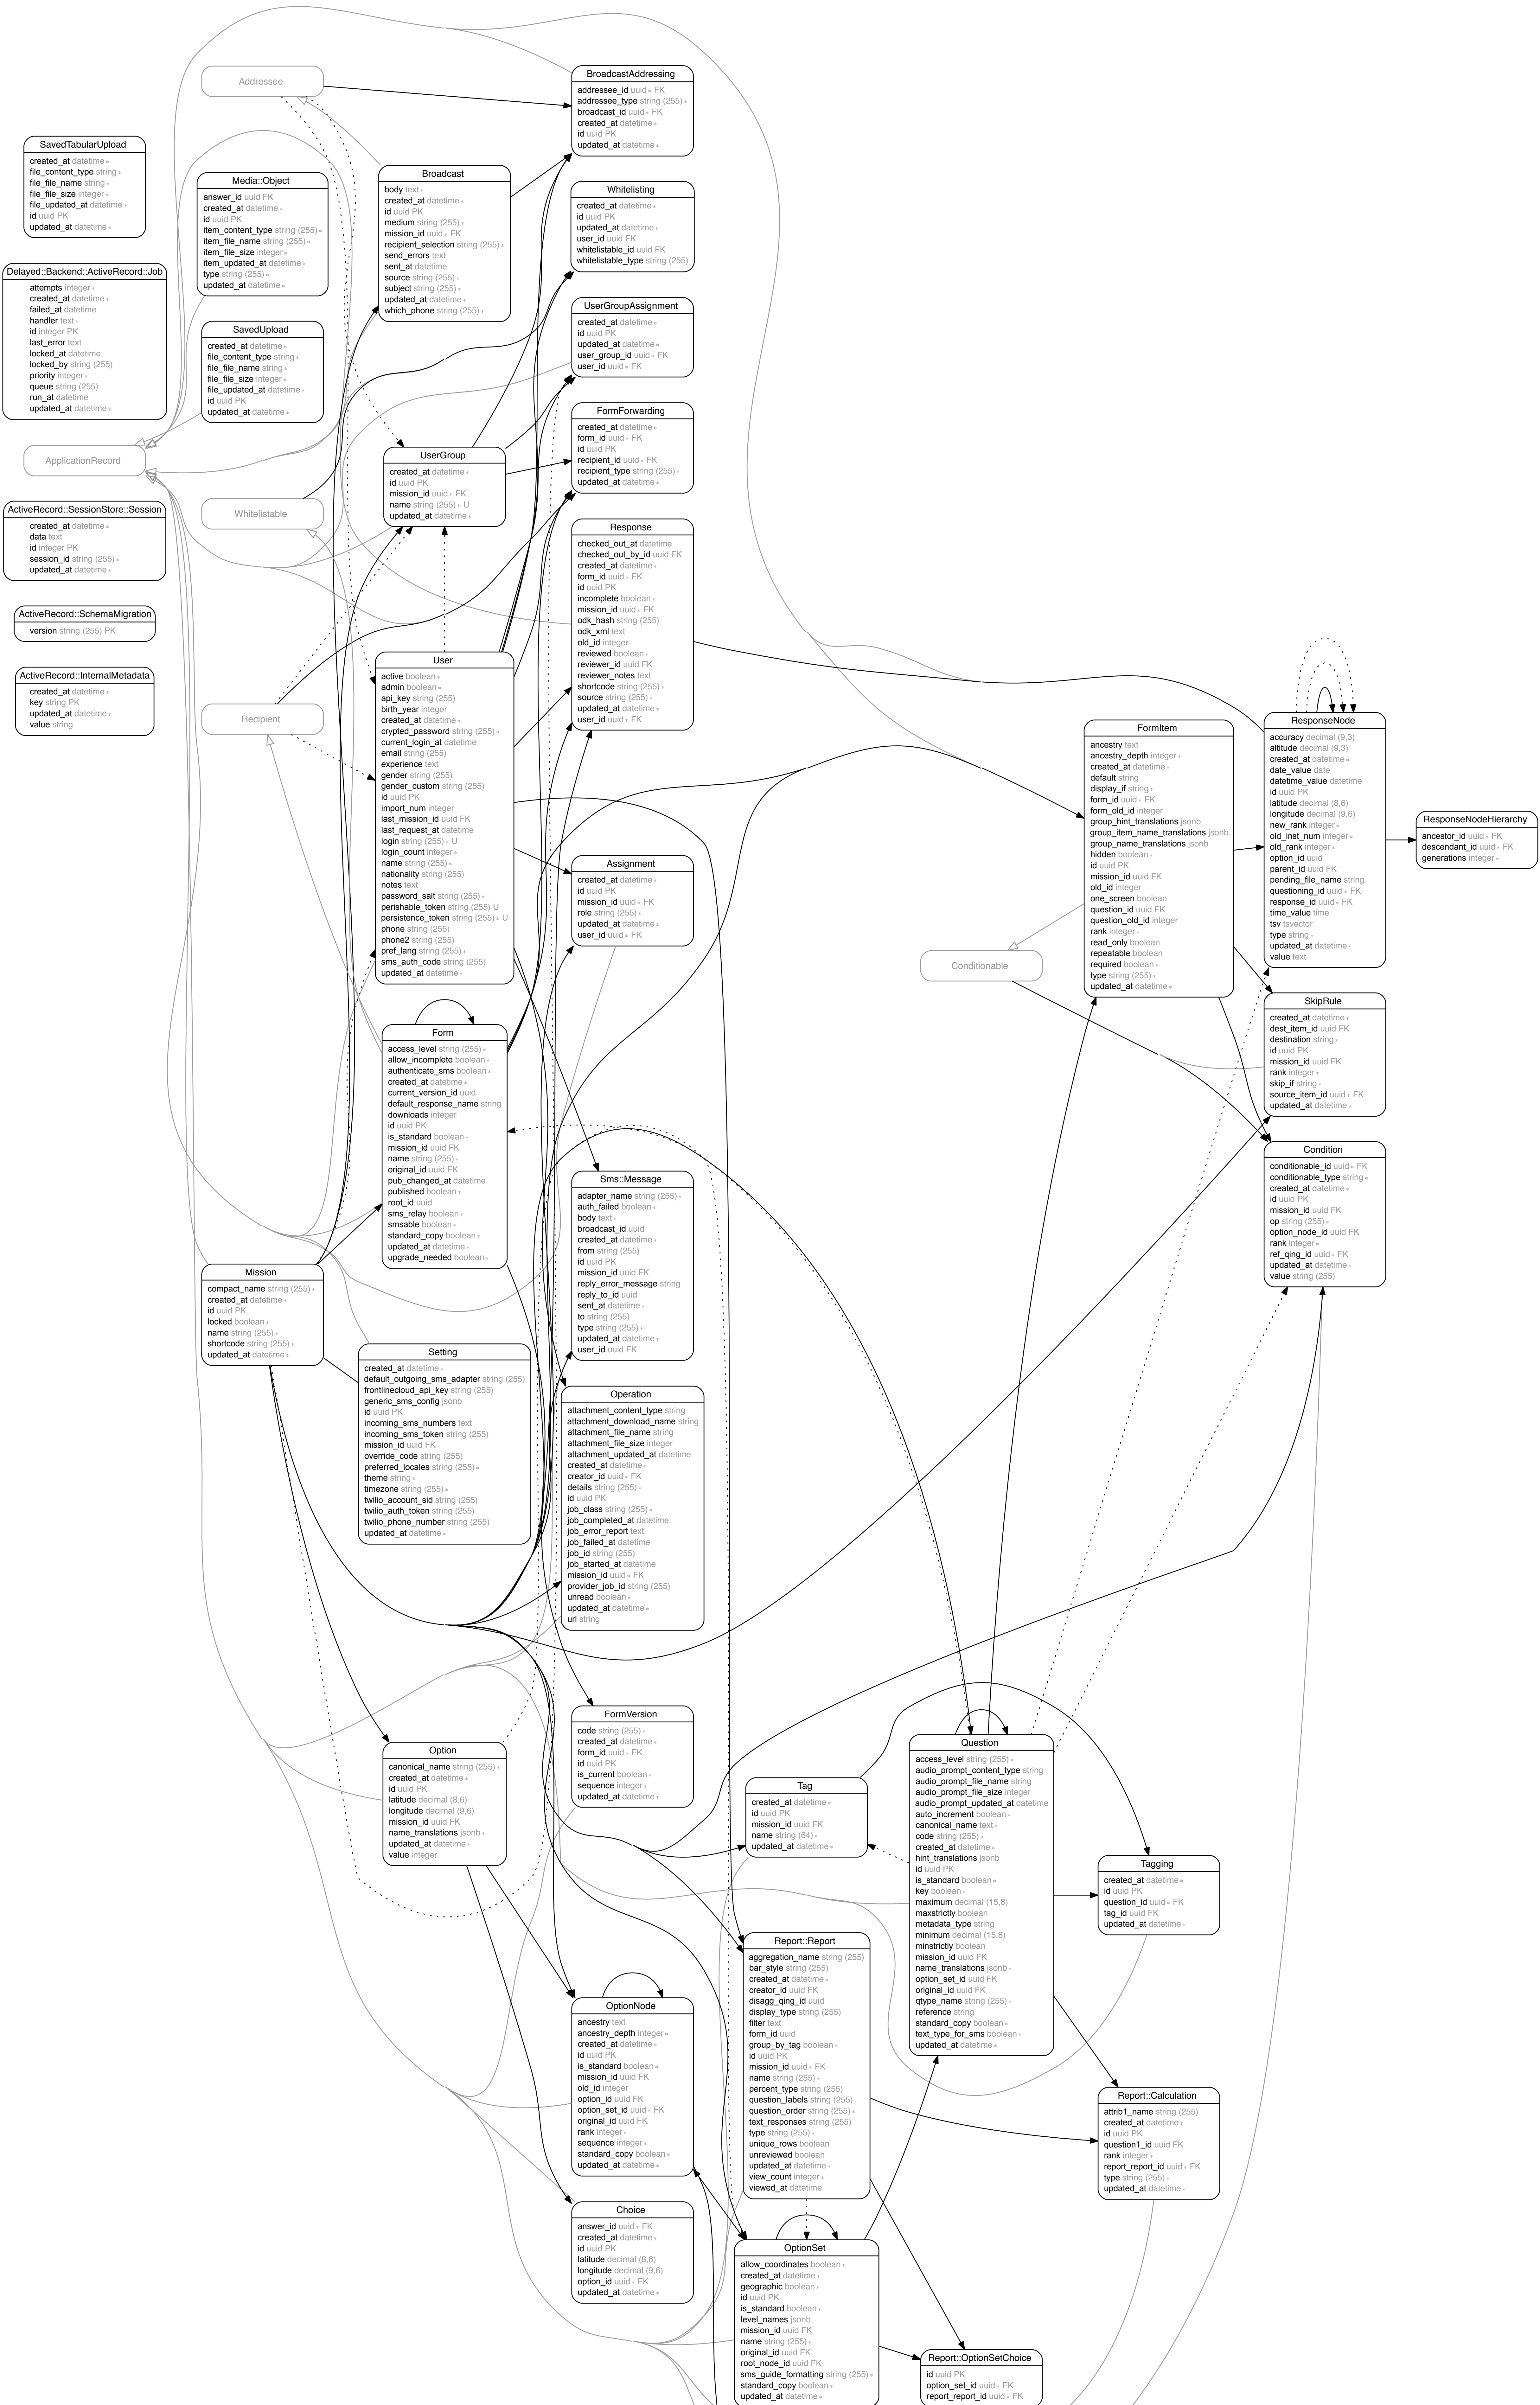 Addressee
BroadcastAddressing
addressee_id uuid ∗ FK
addressee_type string (255) ∗
broadcast_id uuid ∗ FK
created_at datetime ∗
id uuid PK
updated_at datetime ∗
SavedTabularUpload
created_at datetime ∗
file_content_type string ∗
file_file_name string ∗
file_file_size integer ∗
file_updated_at datetime ∗
id uuid PK
updated_at datetime ∗
Media::Object
answer_id uuid FK
created_at datetime ∗
id uuid PK
item_content_type string (255) ∗
item_file_name string (255) ∗
item_file_size integer ∗
item_updated_at datetime ∗
type string (255) ∗
updated_at datetime ∗
Broadcast
body text ∗
created_at datetime ∗
id uuid PK
medium string (255) ∗
mission_id uuid ∗ FK
recipient_selection string (255) ∗
send_errors text
sent_at datetime
source string (255) ∗
subject string (255) ∗
updated_at datetime ∗
which_phone string (255) ∗
Whitelisting
created_at datetime ∗
id uuid PK
updated_at datetime ∗
user_id uuid FK
whitelistable_id uuid FK
whitelistable_type string (255)
Delayed::Backend::ActiveRecord::Job
attempts integer ∗
created_at datetime ∗
failed_at datetime
handler text ∗
id integer PK
last_error text
locked_at datetime
locked_by string (255)
priority integer ∗
queue string (255)
run_at datetime
updated_at datetime ∗
SavedUpload
created_at datetime ∗
file_content_type string ∗
file_file_name string ∗
file_file_size integer ∗
file_updated_at datetime ∗
id uuid PK
updated_at datetime ∗
UserGroupAssignment
created_at datetime ∗
id uuid PK
updated_at datetime ∗
user_group_id uuid ∗ FK
user_id uuid ∗ FK
FormForwarding
created_at datetime ∗
form_id uuid ∗ FK
id uuid PK
recipient_id uuid ∗ FK
recipient_type string (255) ∗
updated_at datetime ∗
ApplicationRecord
UserGroup
created_at datetime ∗
id uuid PK
mission_id uuid ∗ FK
name string (255) ∗ U
updated_at datetime ∗
Whitelistable
ActiveRecord::SessionStore::Session
created_at datetime ∗
data text
id integer PK
session_id string (255) ∗
updated_at datetime ∗
Response
checked_out_at datetime
checked_out_by_id uuid FK
created_at datetime ∗
form_id uuid ∗ FK
id uuid PK
incomplete boolean ∗
mission_id uuid ∗ FK
odk_hash string (255)
odk_xml text
old_id integer
reviewed boolean ∗
reviewer_id uuid FK
reviewer_notes text
shortcode string (255) ∗
source string (255) ∗
updated_at datetime ∗
user_id uuid ∗ FK
ActiveRecord::SchemaMigration
version string (255) PK
ActiveRecord::InternalMetadata
created_at datetime ∗
key string PK
updated_at datetime ∗
value string
Recipient
User
active boolean ∗
admin boolean ∗
api_key string (255)
birth_year integer
created_at datetime ∗
crypted_password string (255) ∗
current_login_at datetime
email string (255)
experience text
gender string (255)
gender_custom string (255)
id uuid PK
import_num integer
last_mission_id uuid FK
last_request_at datetime
login string (255) ∗ U
login_count integer ∗
name string (255) ∗
nationality string (255)
notes text
password_salt string (255) ∗
perishable_token string (255) U
persistence_token string (255) ∗ U
phone string (255)
phone2 string (255)
pref_lang string (255) ∗
sms_auth_code string (255)
updated_at datetime ∗
FormItem
ancestry text
ancestry_depth integer ∗
created_at datetime ∗
default string
display_if string ∗
form_id uuid ∗ FK
form_old_id integer
group_hint_translations jsonb
group_item_name_translations jsonb
group_name_translations jsonb
hidden boolean ∗
id uuid PK
mission_id uuid FK
old_id integer
one_screen boolean
question_id uuid FK
question_old_id integer
rank integer ∗
read_only boolean
repeatable boolean
required boolean ∗
type string (255) ∗
updated_at datetime ∗
ResponseNode
accuracy decimal (9,3)
altitude decimal (9,3)
created_at datetime ∗
date_value date
datetime_value datetime
id uuid PK
latitude decimal (8,6)
longitude decimal (9,6)
new_rank integer ∗
old_inst_num integer ∗
old_rank integer ∗
option_id uuid
parent_id uuid FK
pending_file_name string
questioning_id uuid ∗ FK
response_id uuid ∗ FK
time_value time
tsv tsvector
type string ∗
updated_at datetime ∗
value text
ResponseNodeHierarchy
ancestor_id uuid ∗ FK
descendant_id uuid ∗ FK
generations integer ∗
Assignment
created_at datetime ∗
id uuid PK
mission_id uuid ∗ FK
role string (255) ∗
updated_at datetime ∗
user_id uuid ∗ FK
Conditionable
SkipRule
created_at datetime ∗
dest_item_id uuid FK
destination string ∗
id uuid PK
mission_id uuid FK
rank integer ∗
skip_if string ∗
source_item_id uuid ∗ FK
updated_at datetime ∗
Form
access_level string (255) ∗
allow_incomplete boolean ∗
authenticate_sms boolean ∗
created_at datetime ∗
current_version_id uuid
default_response_name string
downloads integer
id uuid PK
is_standard boolean ∗
mission_id uuid FK
name string (255) ∗
original_id uuid FK
pub_changed_at datetime
published boolean ∗
root_id uuid
sms_relay boolean ∗
smsable boolean ∗
standard_copy boolean ∗
updated_at datetime ∗
upgrade_needed boolean ∗
Condition
conditionable_id uuid ∗ FK
conditionable_type string ∗
created_at datetime ∗
id uuid PK
mission_id uuid FK
op string (255) ∗
option_node_id uuid FK
rank integer ∗
ref_qing_id uuid ∗ FK
updated_at datetime ∗
value string (255)
Sms::Message
adapter_name string (255) ∗
auth_failed boolean ∗
body text ∗
broadcast_id uuid
created_at datetime ∗
from string (255)
id uuid PK
mission_id uuid FK
reply_error_message string
reply_to_id uuid
sent_at datetime ∗
to string (255)
type string (255) ∗
updated_at datetime ∗
user_id uuid FK
Mission
compact_name string (255) ∗
created_at datetime ∗
id uuid PK
locked boolean ∗
name string (255) ∗
shortcode string (255) ∗
updated_at datetime ∗
Setting
created_at datetime ∗
default_outgoing_sms_adapter string (255)
frontlinecloud_api_key string (255)
generic_sms_config jsonb
id uuid PK
incoming_sms_numbers text
incoming_sms_token string (255)
mission_id uuid FK
override_code string (255)
preferred_locales string (255) ∗
theme string ∗
timezone string (255) ∗
twilio_account_sid string (255)
twilio_auth_token string (255)
twilio_phone_number string (255)
updated_at datetime ∗
Operation
attachment_content_type string
attachment_download_name string
attachment_file_name string
attachment_file_size integer
attachment_updated_at datetime
created_at datetime ∗
creator_id uuid ∗ FK
details string (255) ∗
id uuid PK
job_class string (255) ∗
job_completed_at datetime
job_error_report text
job_failed_at datetime
job_id string (255)
job_started_at datetime
mission_id uuid ∗ FK
provider_job_id string (255)
unread boolean ∗
updated_at datetime ∗
url string
FormVersion
code string (255) ∗
created_at datetime ∗
form_id uuid ∗ FK
id uuid PK
is_current boolean ∗
sequence integer ∗
updated_at datetime ∗
Option
canonical_name string (255) ∗
created_at datetime ∗
id uuid PK
latitude decimal (8,6)
longitude decimal (9,6)
mission_id uuid FK
name_translations jsonb ∗
updated_at datetime ∗
value integer
Tag
created_at datetime ∗
id uuid PK
mission_id uuid FK
name string (64) ∗
updated_at datetime ∗
Question
access_level string (255) ∗
audio_prompt_content_type string
audio_prompt_file_name string
audio_prompt_file_size integer
audio_prompt_updated_at datetime
auto_increment boolean ∗
canonical_name text ∗
code string (255) ∗
created_at datetime ∗
hint_translations jsonb
id uuid PK
is_standard boolean ∗
key boolean ∗
maximum decimal (15,8)
maxstrictly boolean
metadata_type string
minimum decimal (15,8)
minstrictly boolean
mission_id uuid FK
name_translations jsonb ∗
option_set_id uuid FK
original_id uuid FK
qtype_name string (255) ∗
reference string
standard_copy boolean ∗
text_type_for_sms boolean ∗
updated_at datetime ∗
Tagging
created_at datetime ∗
id uuid PK
question_id uuid ∗ FK
tag_id uuid FK
updated_at datetime ∗
Report::Report
aggregation_name string (255)
bar_style string (255)
created_at datetime ∗
creator_id uuid FK
disagg_qing_id uuid
display_type string (255)
filter text
form_id uuid
group_by_tag boolean ∗
id uuid PK
mission_id uuid ∗ FK
name string (255) ∗
percent_type string (255)
question_labels string (255)
question_order string (255) ∗
text_responses string (255)
type string (255) ∗
unique_rows boolean
unreviewed boolean
updated_at datetime ∗
view_count integer ∗
viewed_at datetime
OptionNode
ancestry text
ancestry_depth integer ∗
created_at datetime ∗
id uuid PK
is_standard boolean ∗
mission_id uuid FK
old_id integer
option_id uuid FK
option_set_id uuid ∗ FK
original_id uuid FK
rank integer ∗
sequence integer ∗
standard_copy boolean ∗
updated_at datetime ∗
Report::Calculation
attrib1_name string (255)
created_at datetime ∗
id uuid PK
question1_id uuid FK
rank integer ∗
report_report_id uuid ∗ FK
type string (255) ∗
updated_at datetime ∗
Choice
answer_id uuid ∗ FK
created_at datetime ∗
id uuid PK
latitude decimal (8,6)
longitude decimal (9,6)
option_id uuid ∗ FK
updated_at datetime ∗
OptionSet
allow_coordinates boolean ∗
created_at datetime ∗
geographic boolean ∗
id uuid PK
is_standard boolean ∗
level_names jsonb
mission_id uuid FK
name string (255) ∗
original_id uuid FK
root_node_id uuid FK
sms_guide_formatting string (255) ∗
standard_copy boolean ∗
updated_at datetime ∗
Report::OptionSetChoice
id uuid PK
option_set_id uuid ∗ FK
report_report_id uuid ∗ FK